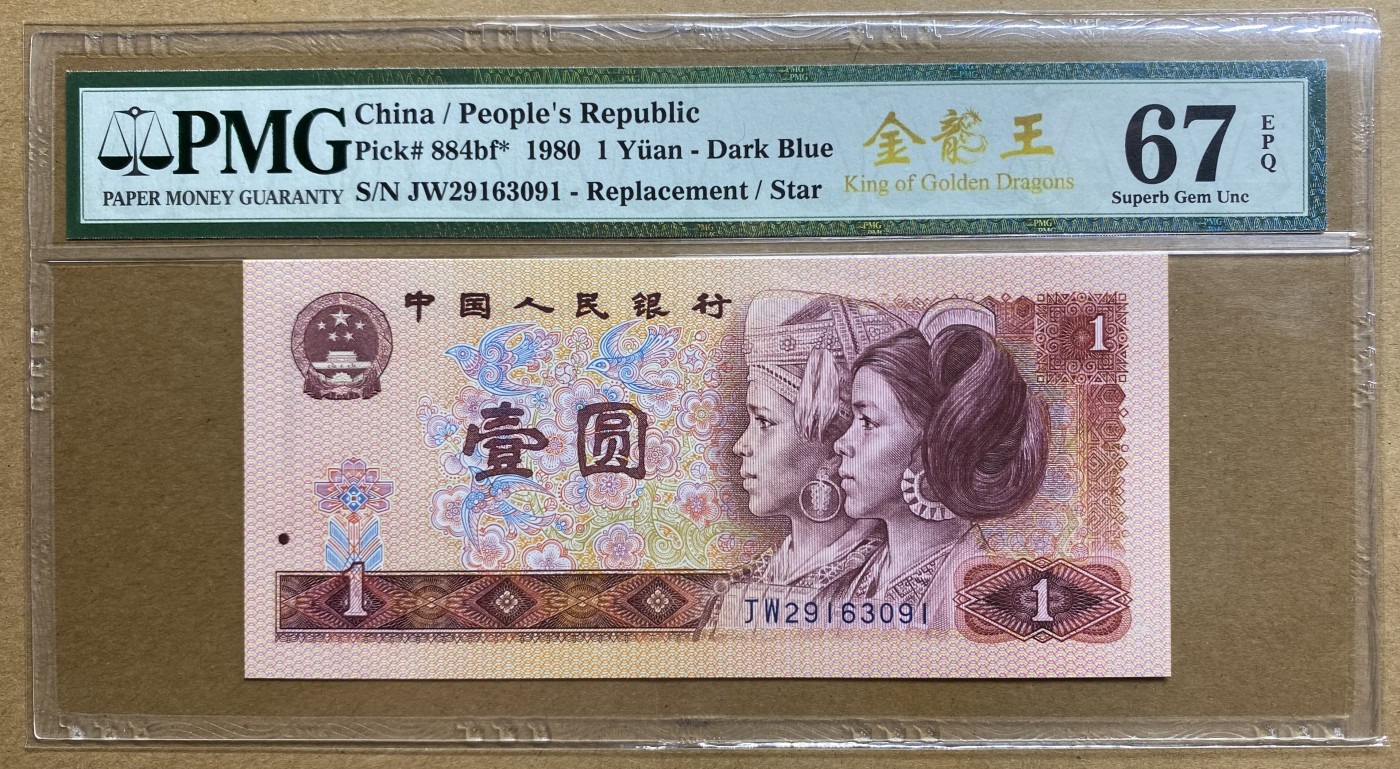 PMG
PAPER MONEY GUARANTY
China / People's Republic
Pick# 884bf* 1980 1 Yüan - Dark Blue
S/N JW29163091 - Replacement / Star
金龍王
King of Golden Dragons
67
EPQ
Superb Gem Unc
中国人民银行
1
壹圆
1
JW29163091
1